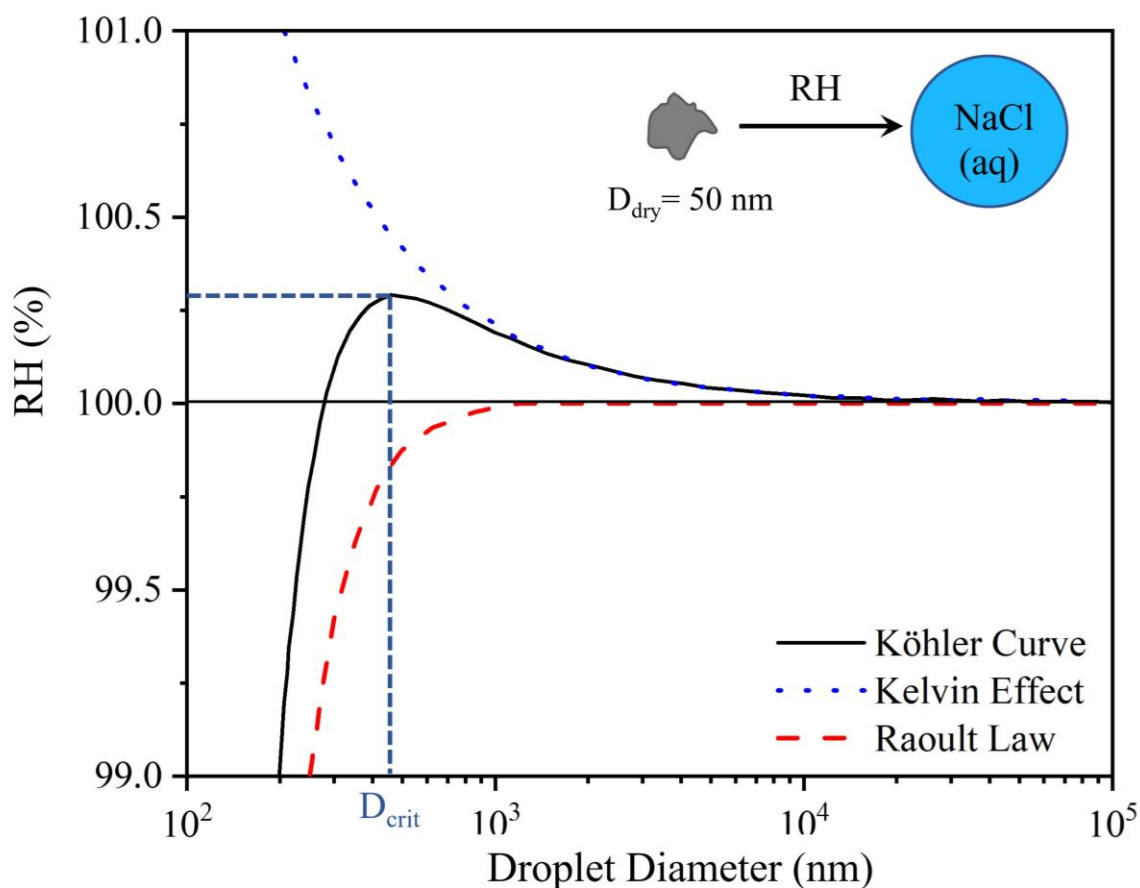 101.0
100.5
100.0
99.5
99.0
RH (%)
RH
NaCl
(aq)
D_dry= 50 nm
Köhler Curve
Kelvin Effect
Raoult Law
D_crit
10² 10³ 10⁴ 10⁵
Droplet Diameter (nm)